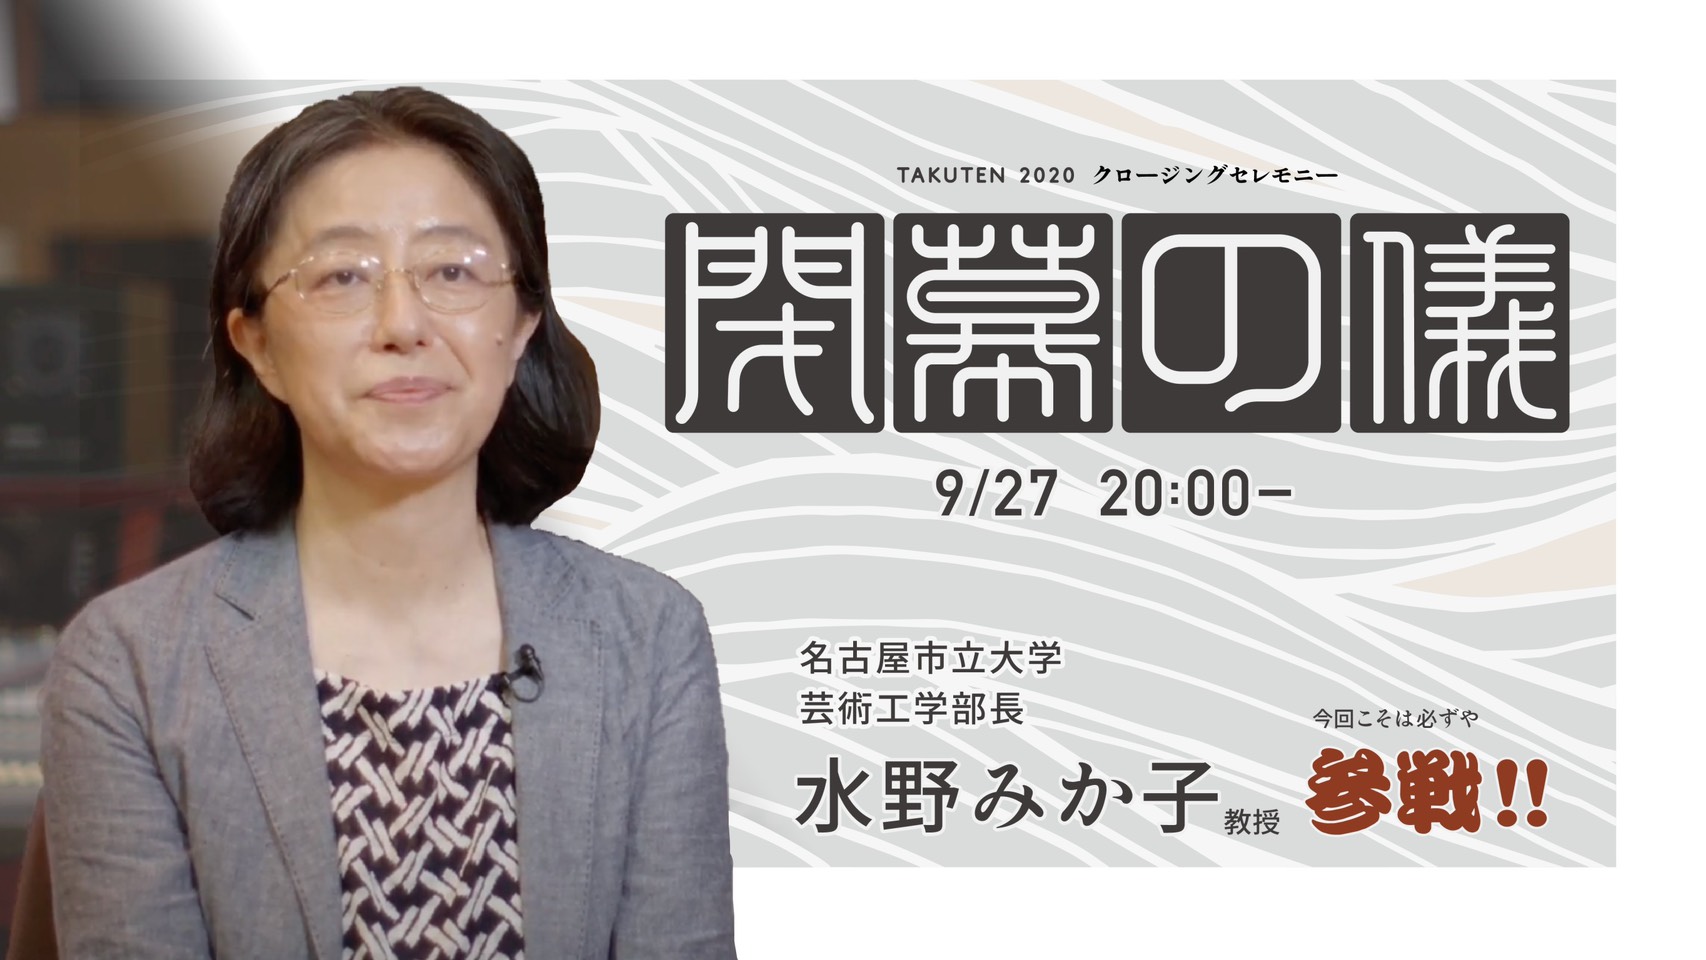 TAKUTEN 2020 クロージングセレモニー
閉幕の儀
9/27 20:00−
名古屋市立大学
芸術工学部長
水野みか子 教授
今回こそは必ずや
参戦!!